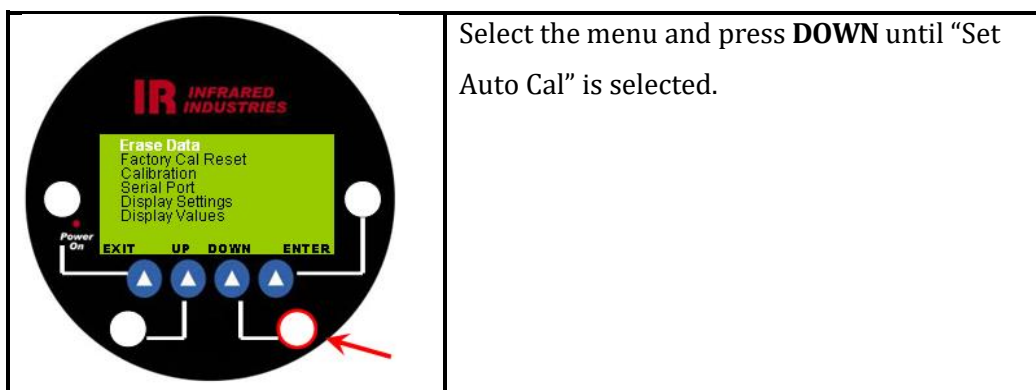 IR INFRARED
INDUSTRIES
Erase Data
Factory Cal Reset
Calibration
Serial Port
Display Settings
Display Values
Power
On
EXIT UP DOWN ENTER
Select the menu and press DOWN until “Set
Auto Cal” is selected.